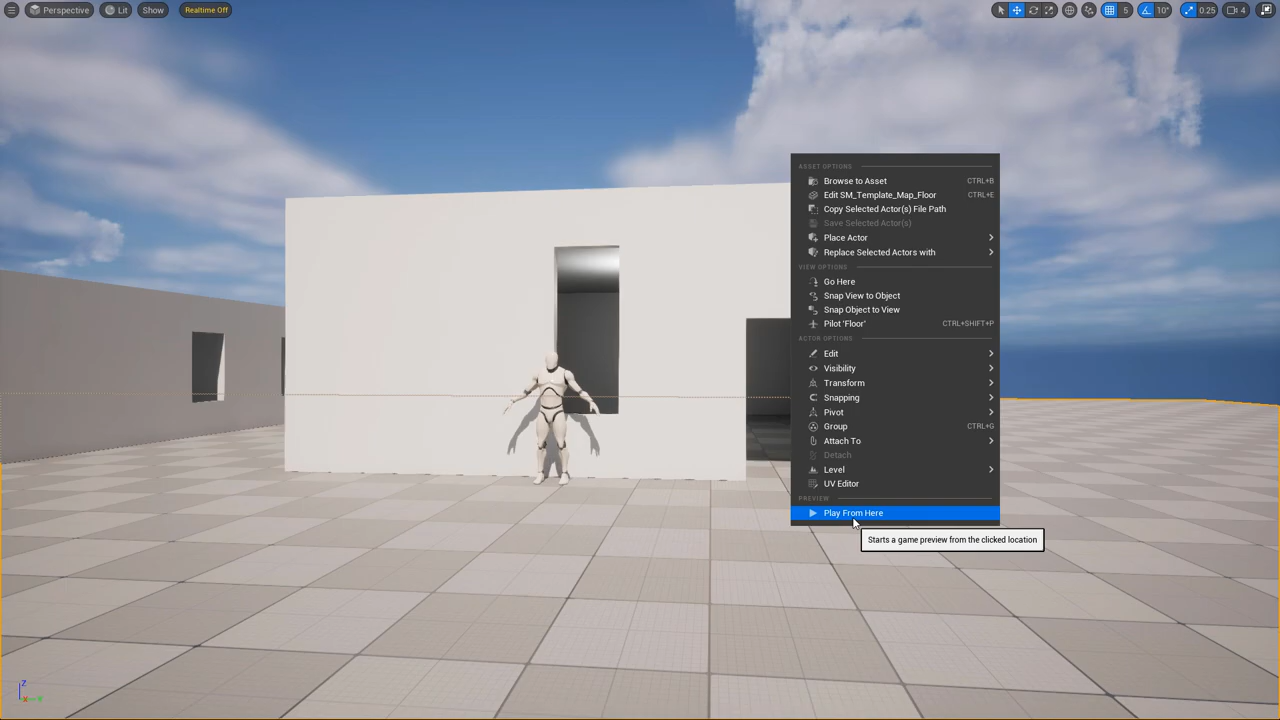 Perspective Lit Show Realtime Off 5 10° 0.25 4
ASSET OPTIONS
Browse to Asset CTRL+B
Edit SM_Template_Map_Floor CTRL+E
Copy Selected Actor(s) File Path
Save Selected Actor(s)
Place Actor
Replace Selected Actors with
VIEW OPTIONS
Go Here
Snap View to Object
Snap Object to View
Pilot 'Floor' CTRL+SHIFT+P
ACTOR OPTIONS
Edit
Visibility
Transform
Snapping
Pivot
Group CTRL+G
Attach To
Detach
Level
UV Editor
PREVIEW
Play From Here
Starts a game preview from the clicked location
Z
X Y